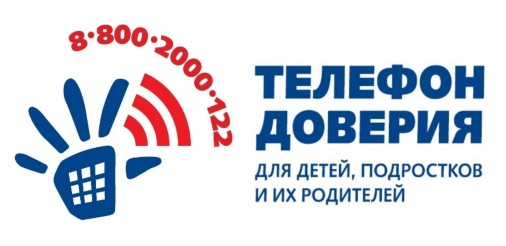 8·800·2000·122
ТЕЛЕФОН
ДОВЕРИЯ
ДЛЯ ДЕТЕЙ, ПОДРОСТКОВ
И ИХ РОДИТЕЛЕЙ